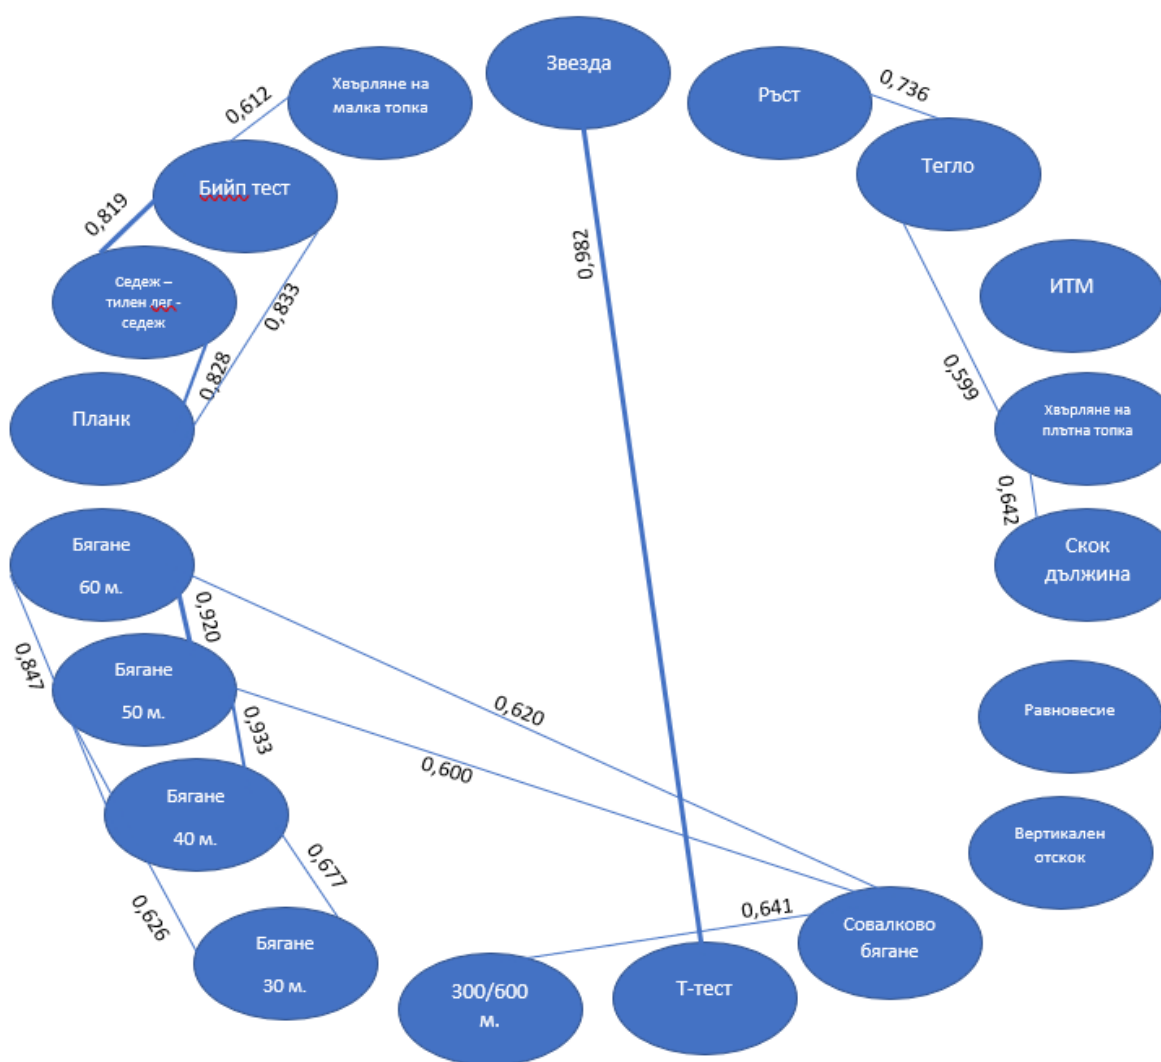 Звезда
Ръст
0,736
Тегло
ИТМ
0,599
Хвърляне на
плътна топка
0,642
Скок
дължина
Равновесие
Вертикален
отскок
Совалково
бягане
0,641
Т-тест
0,982
300/600
м.
Бягане
30 м.
0,677
0,626
Бягане
40 м.
0,933
Бягане
50 м.
0,600
0,620
0,920
0,847
Бягане
60 м.
Планк
0,828
0,833
Седеж –
тилен ляг -
седеж
0,819
Бийп тест
0,612
Хвърляне на
малка топка